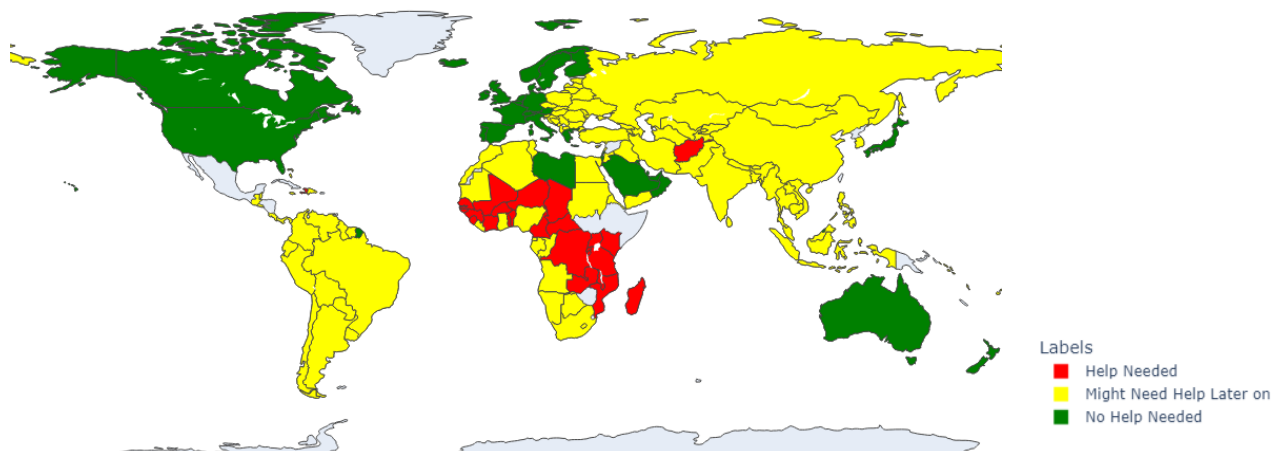 Labels
Help Needed
Might Need Help Later on
No Help Needed